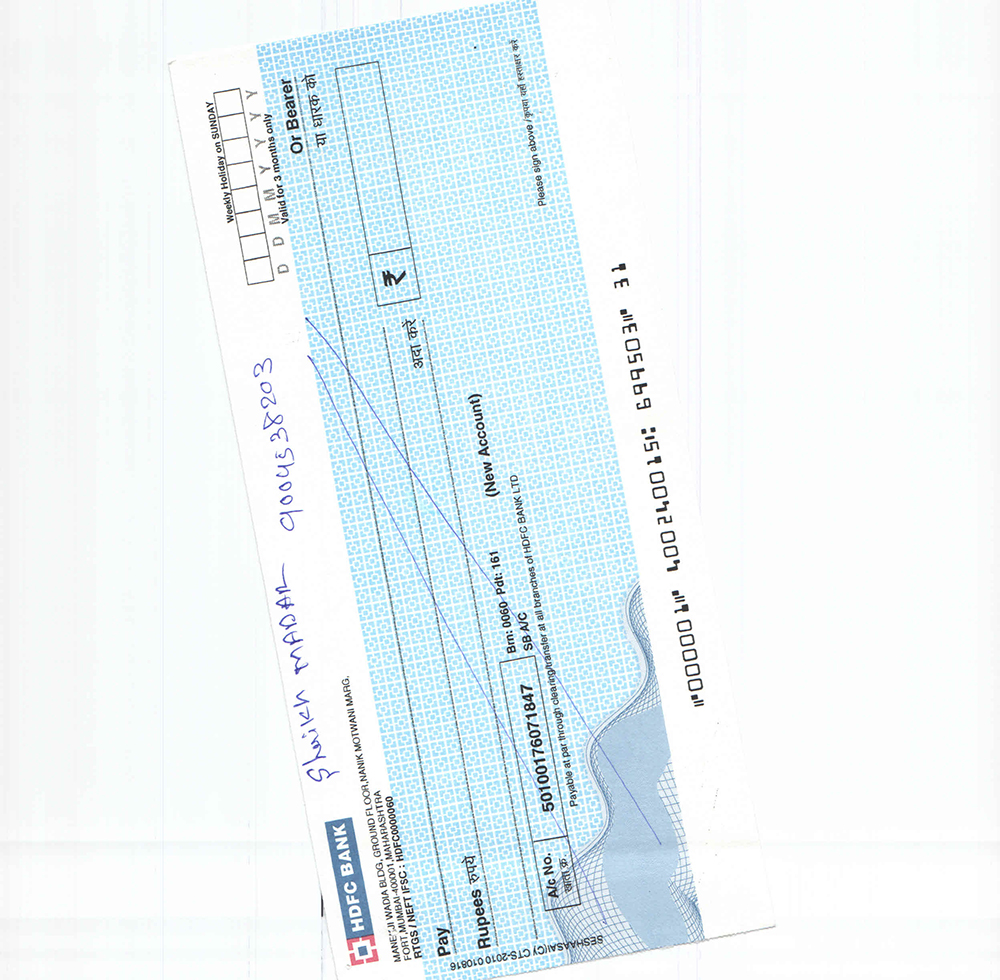 HDFC BANK
Shaikh MADAR 9004538203
Weekly Holiday on SUNDAY
D D M M Y Y Y Y
Valid for 3 months only
MANEKJI WADIA BLDG, GROUND FLOOR,NANIK MOTWANI MARG.
FORT,MUMBAI-400001,MAHARASHTRA
RTGS / NEFT IFSC : HDFC0000060
Pay
Or Bearer
या धारक को
Rupees रुपये
अदा करे
₹
A/c No.
खाता क्र.
50100176071847
Brn: 0060 Pdt: 161
SB A/C
(New Account)
Payable at par through clearing/transfer at all branches of HDFC BANK LTD
Please sign above / कृपया यहाँ हस्ताक्षर करें
SESHAASAI(C)/ CTS-2010 010816
⑈000001⑈ 400240015⑆ 999503⑈ 31